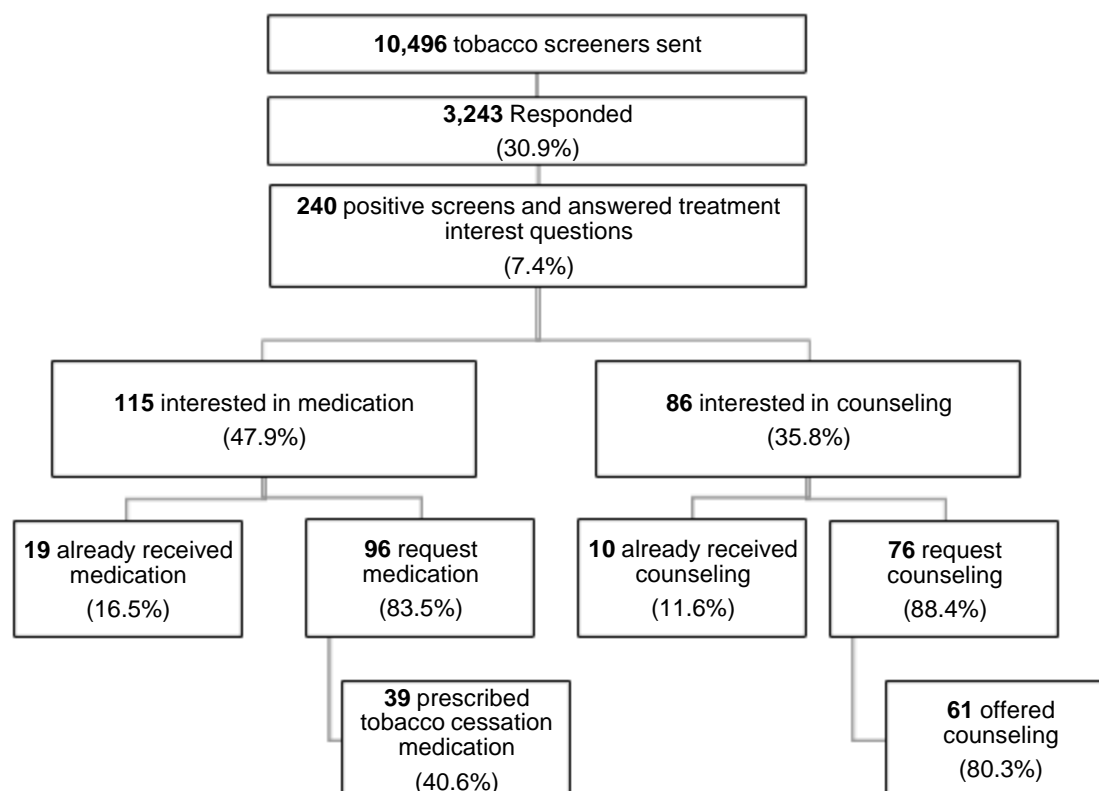 10,496 tobacco screeners sent
3,243 Responded
(30.9%)
240 positive screens and answered treatment
interest questions
(7.4%)
115 interested in medication
(47.9%)
86 interested in counseling
(35.8%)
19 already received
medication
(16.5%)
96 request
medication
(83.5%)
10 already received
counseling
(11.6%)
76 request
counseling
(88.4%)
39 prescribed
tobacco cessation
medication
(40.6%)
61 offered
counseling
(80.3%)